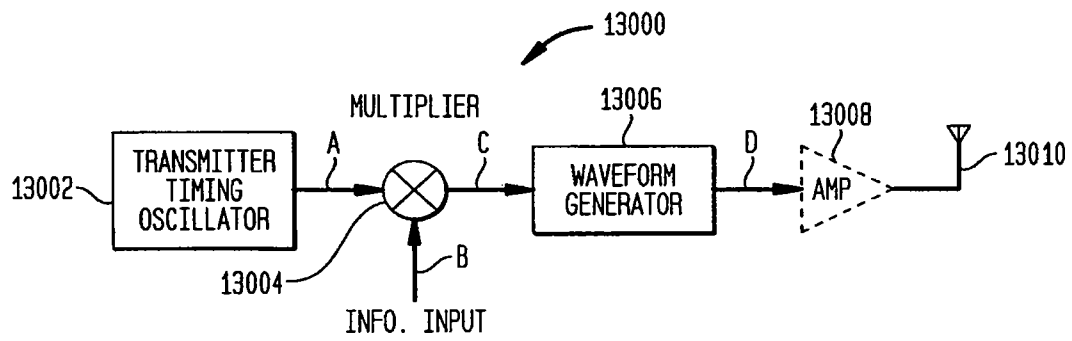 13000
MULTIPLIER
13006
13008
13010
A
C
D
13002
TRANSMITTER
TIMING
OSCILLATOR
WAVEFORM
GENERATOR
AMP
13004
B
INFO. INPUT